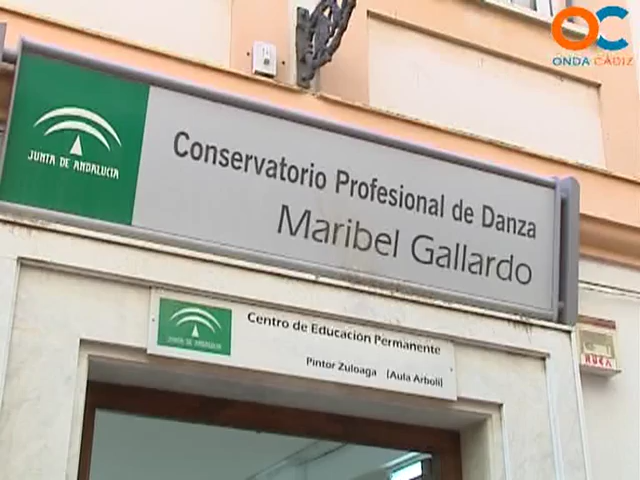 OC
ONDA CÁDIZ
JUNTA DE ANDALUCIA
Conservatorio Profesional de Danza
Maribel Gallardo
JUNTA DE ANDALUCIA
Centro de Educación Permanente
Pintor Zuloaga (Aula Arbolí)